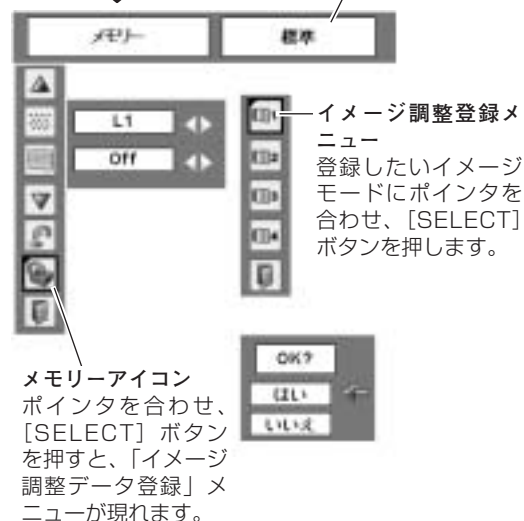 メモリー
標準
L1
Off
イメージ調整登録メ
ニュー
登録したいイメージ
モードにポインタを
合わせ、［SELECT］
ボタンを押します。
OK?
はい
いいえ
メモリーアイコン
ポインタを合わせ、
［SELECT］ボタン
を押すと、「イメージ
調整データ登録」メ
ニューが現れます。